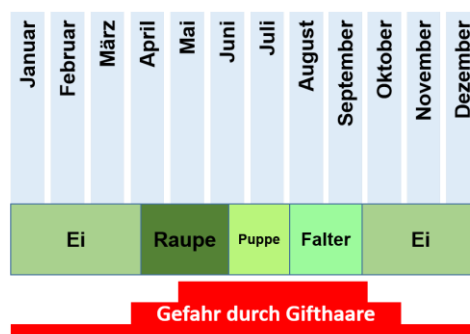 Januar
Februar
März
April
Mai
Juni
Juli
August
September
Oktober
November
Dezember
Ei
Raupe
Puppe
Falter
Ei
Gefahr durch Gifthaare